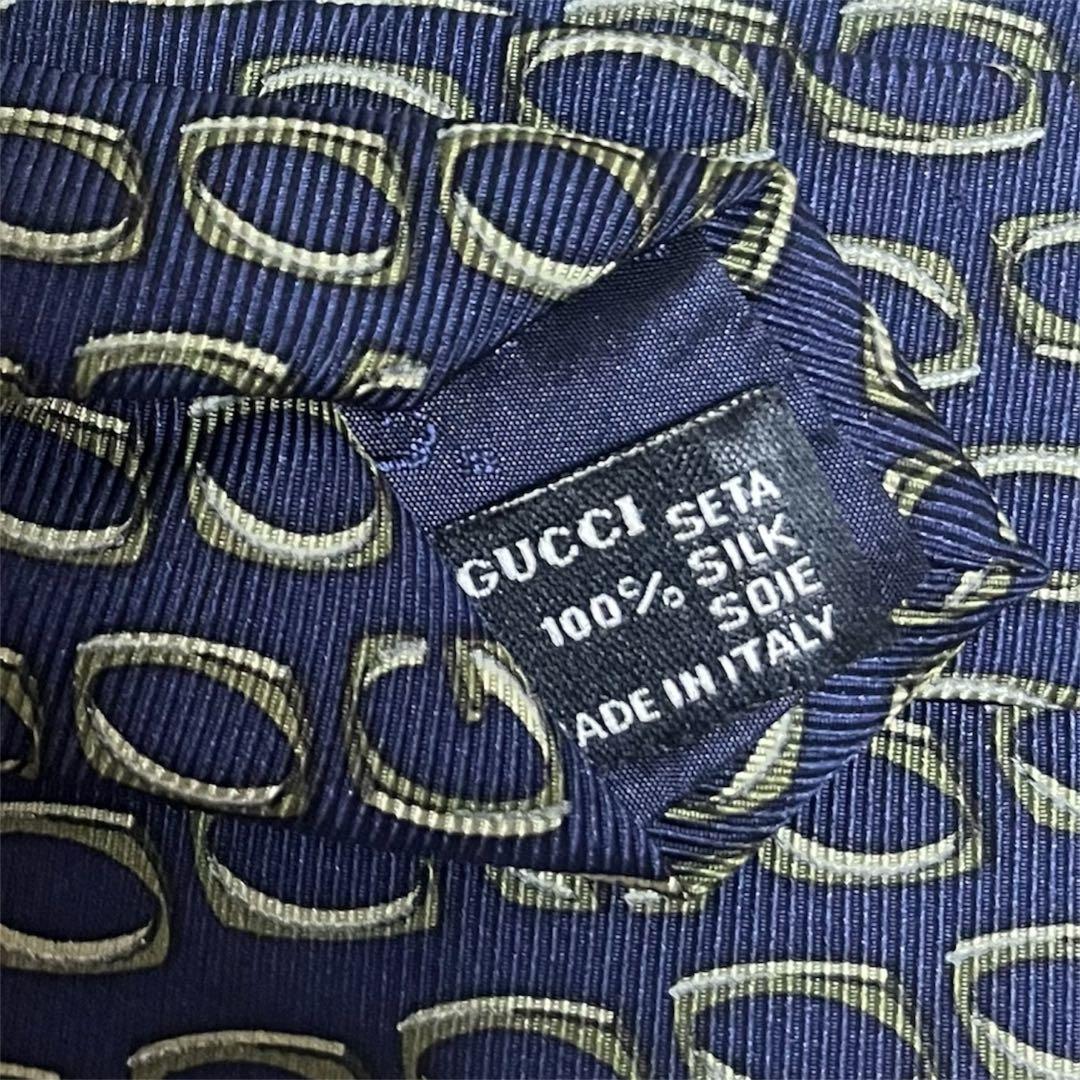 GUCCI SETA
100% SILK
SOIE
ADE IN ITALY